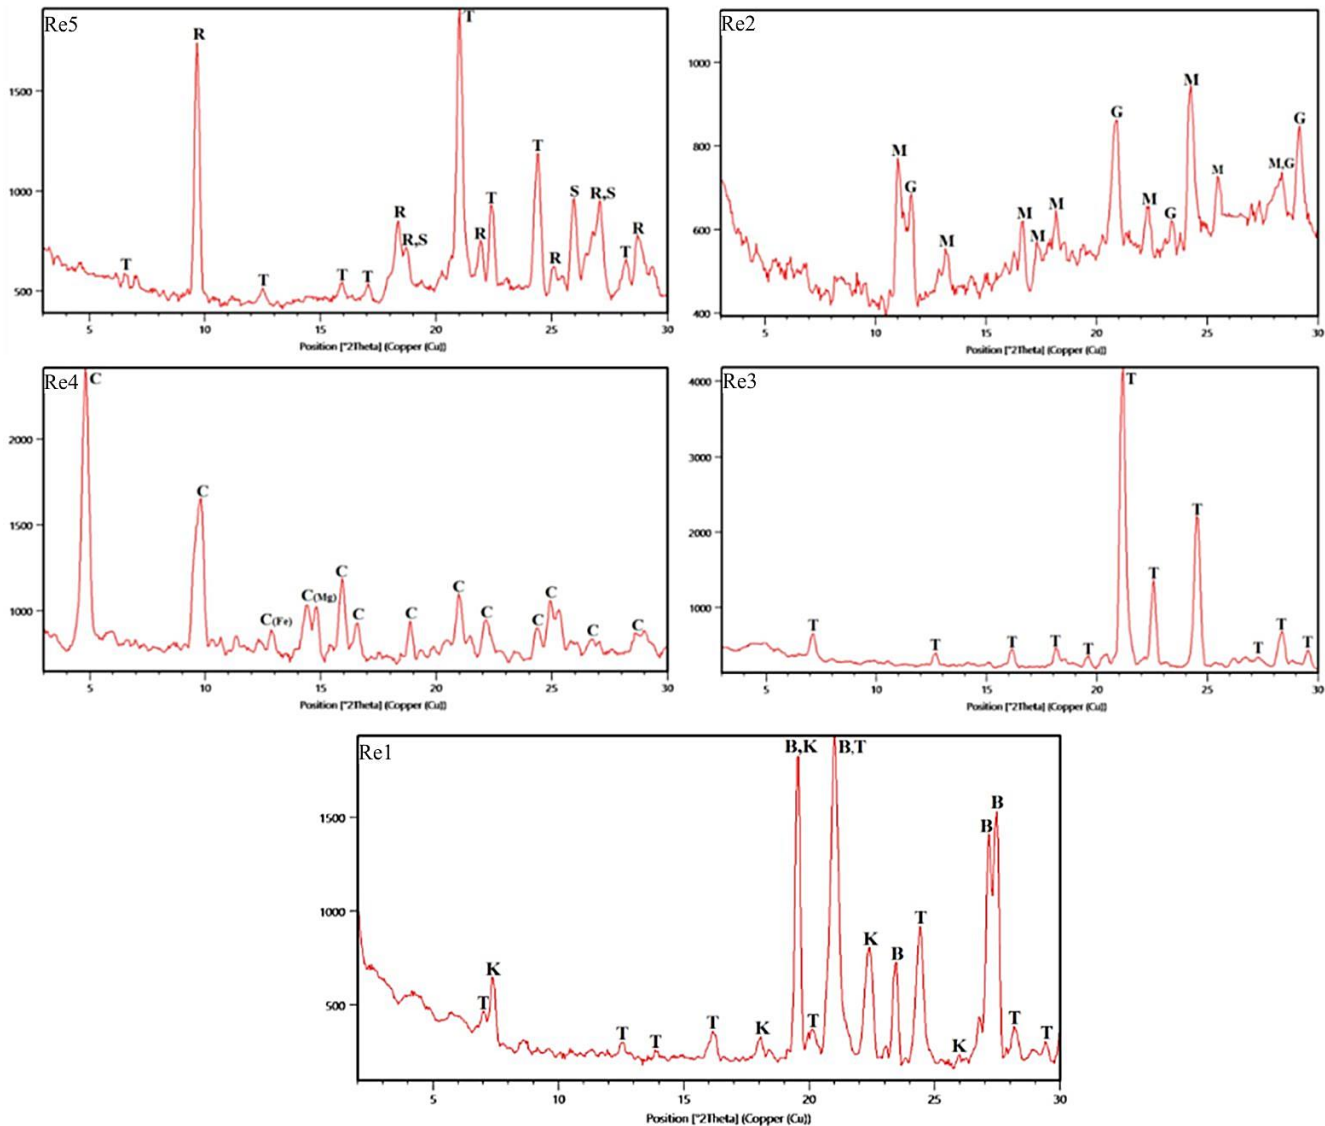 Re5
T
R
T
T
T
T
R
R,S
R
T
T
R
S
R,S
T
R
1500
1000
500
5
10
15
20
25
30
Position [°2Theta] (Copper (Cu))
Re2
M
G
M
M
M
M
G
M
G
M
M
M,G
G
1000
800
600
400
5
10
15
20
25
30
Position [°2Theta] (Copper (Cu))
Re4
C
C
C(Fe)
C(Mg)
C
C
C
C
C
C
C
C
C
2000
1500
1000
5
10
15
20
25
30
Position [°2Theta] (Copper (Cu))
Re3
T
T
T
T
T
T
T
T
T
T
T
4000
3000
2000
1000
5
10
15
20
25
30
Position [°2Theta] (Copper (Cu))
Re1
T
K
T
T
T
K
B,K
T
B,T
K
B
T
K
B
B
T
T
1500
1000
500
5
10
15
20
25
30
Position [°2Theta] (Copper (Cu))